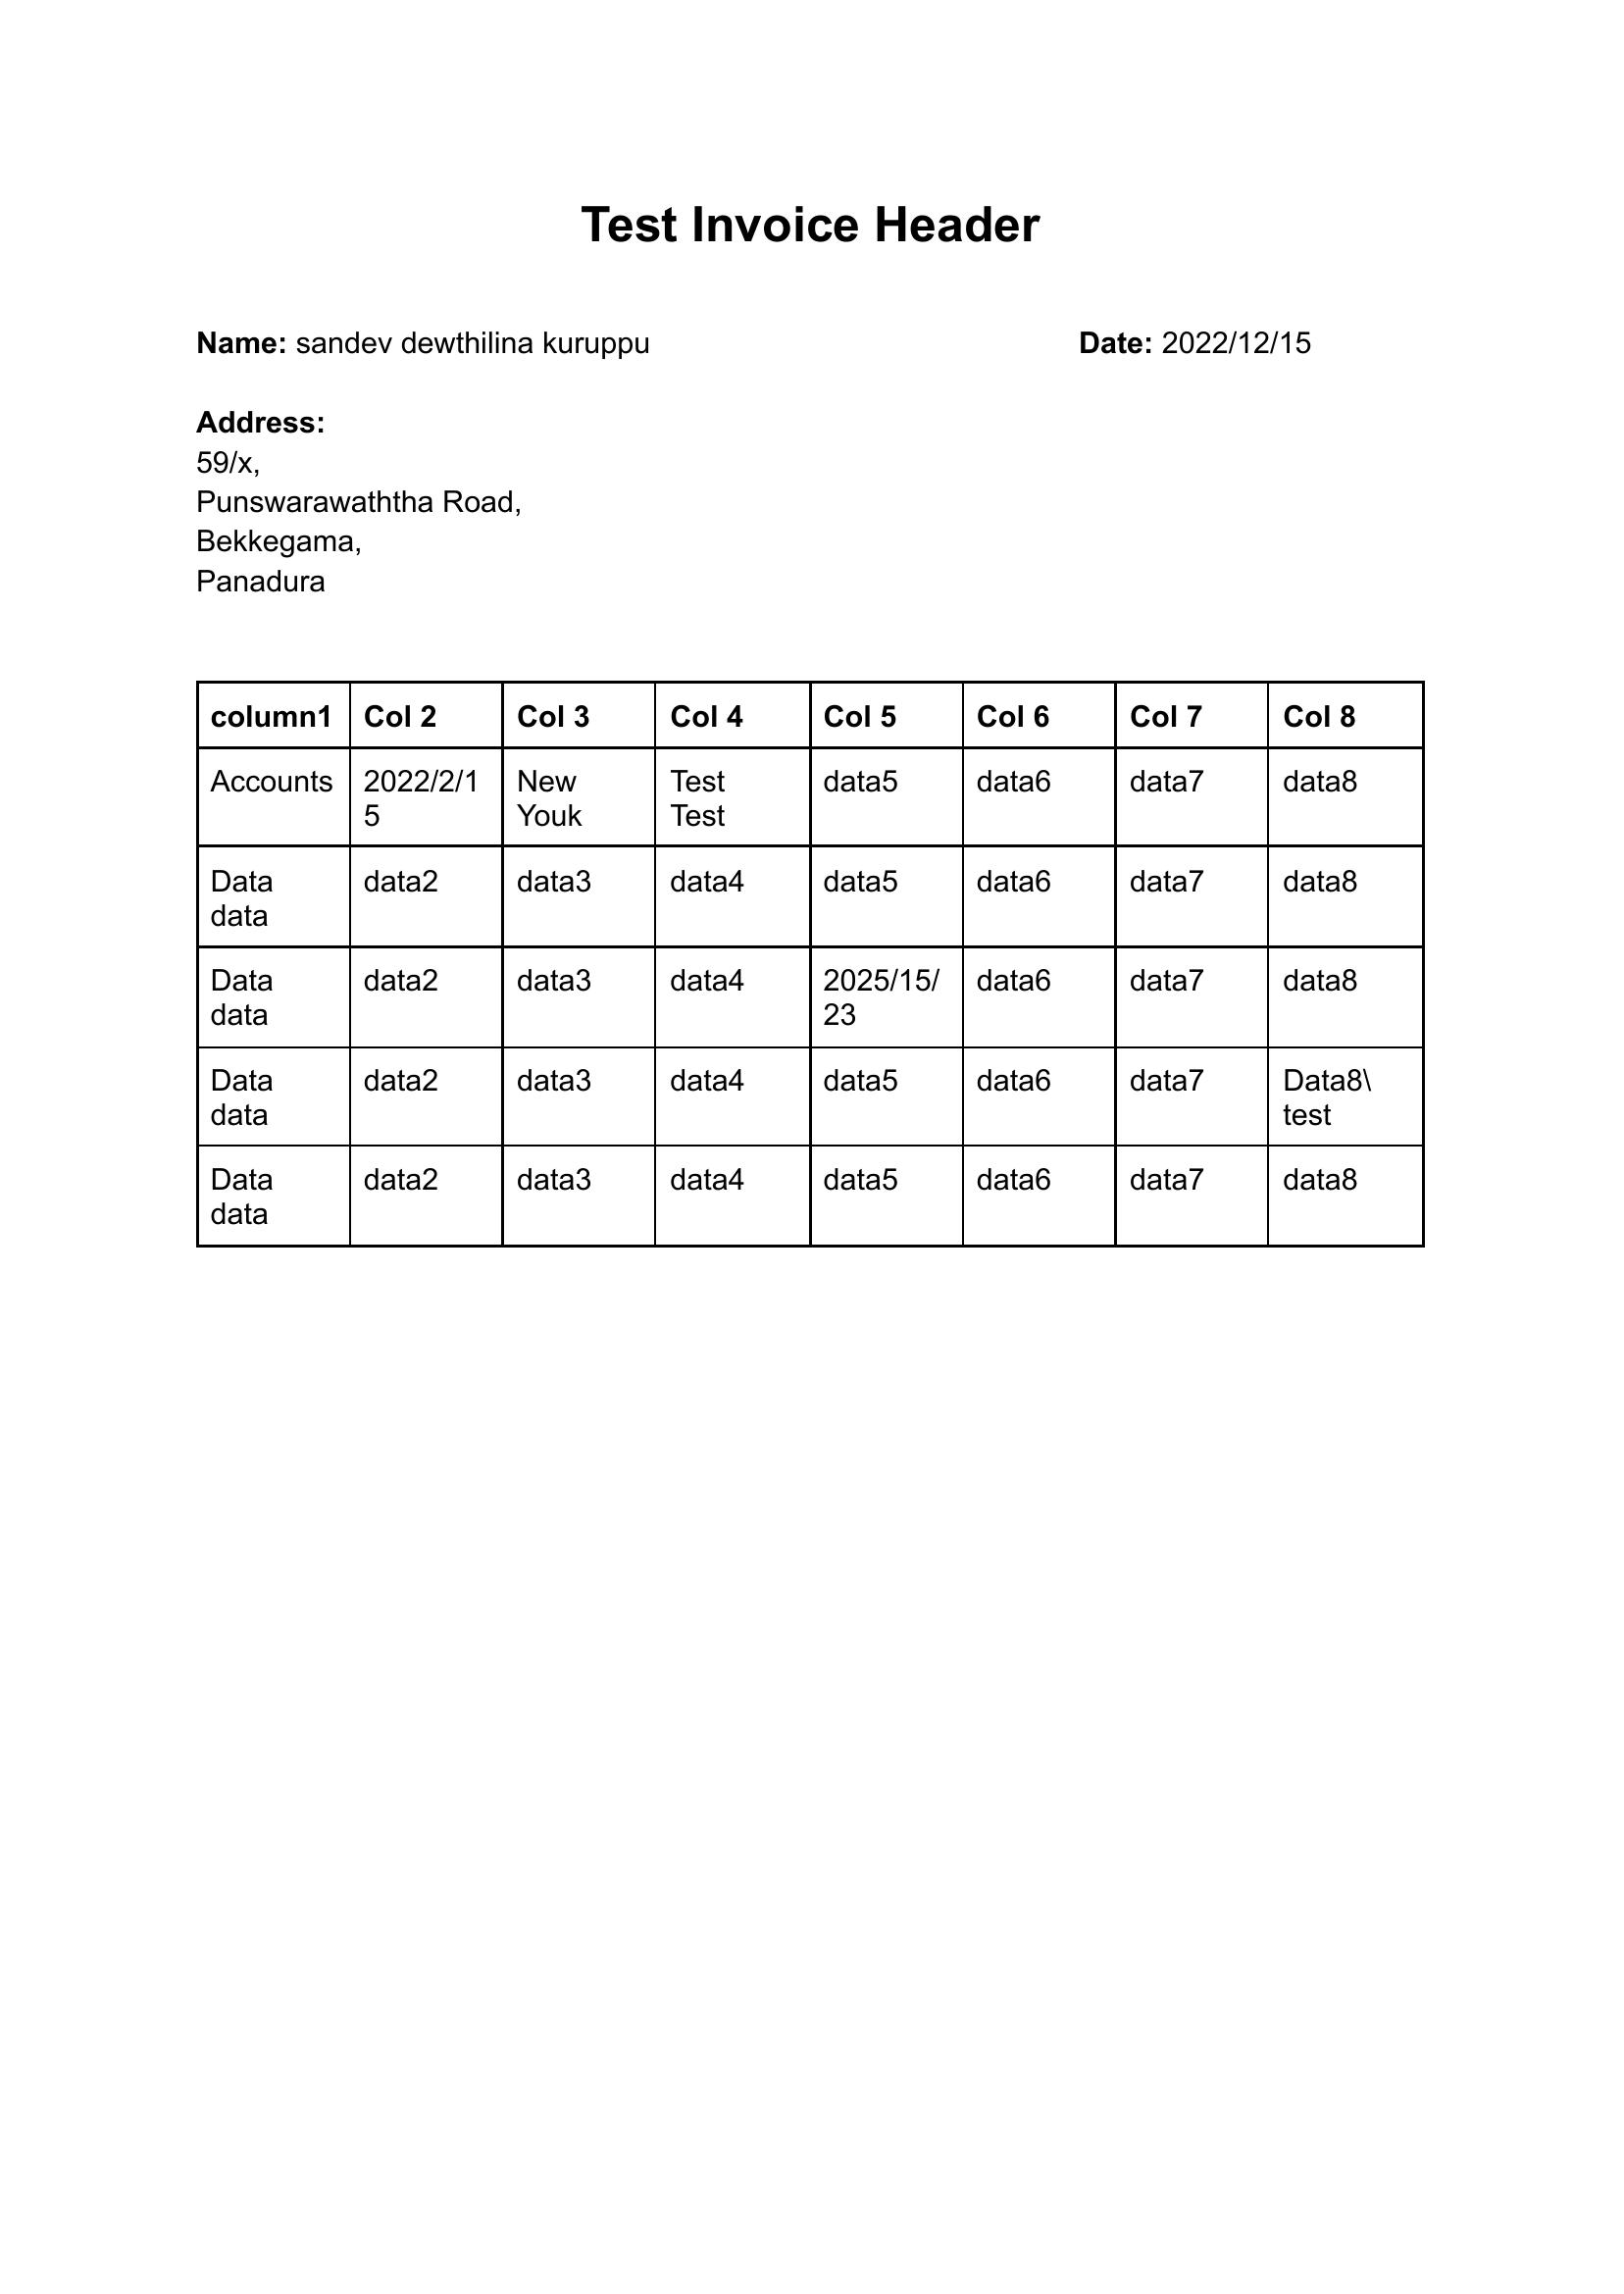 Test Invoice Header
Name: sandev dewthilina kuruppu Date: 2022/12/15
Address:
59/x,
Punswarawaththa Road,
Bekkegama,
Panadura
column1 Col 2 Col 3 Col 4 Col 5 Col 6 Col 7 Col 8
Accounts 2022/2/1 New Test data5 data6 data7 data8
5 Youk Test
Data data2 data3 data4 data5 data6 data7 data8
data
Data data2 data3 data4 2025/15/ data6 data7 data8
data 23
Data data2 data3 data4 data5 data6 data7 Data8\
data test
Data data2 data3 data4 data5 data6 data7 data8
data